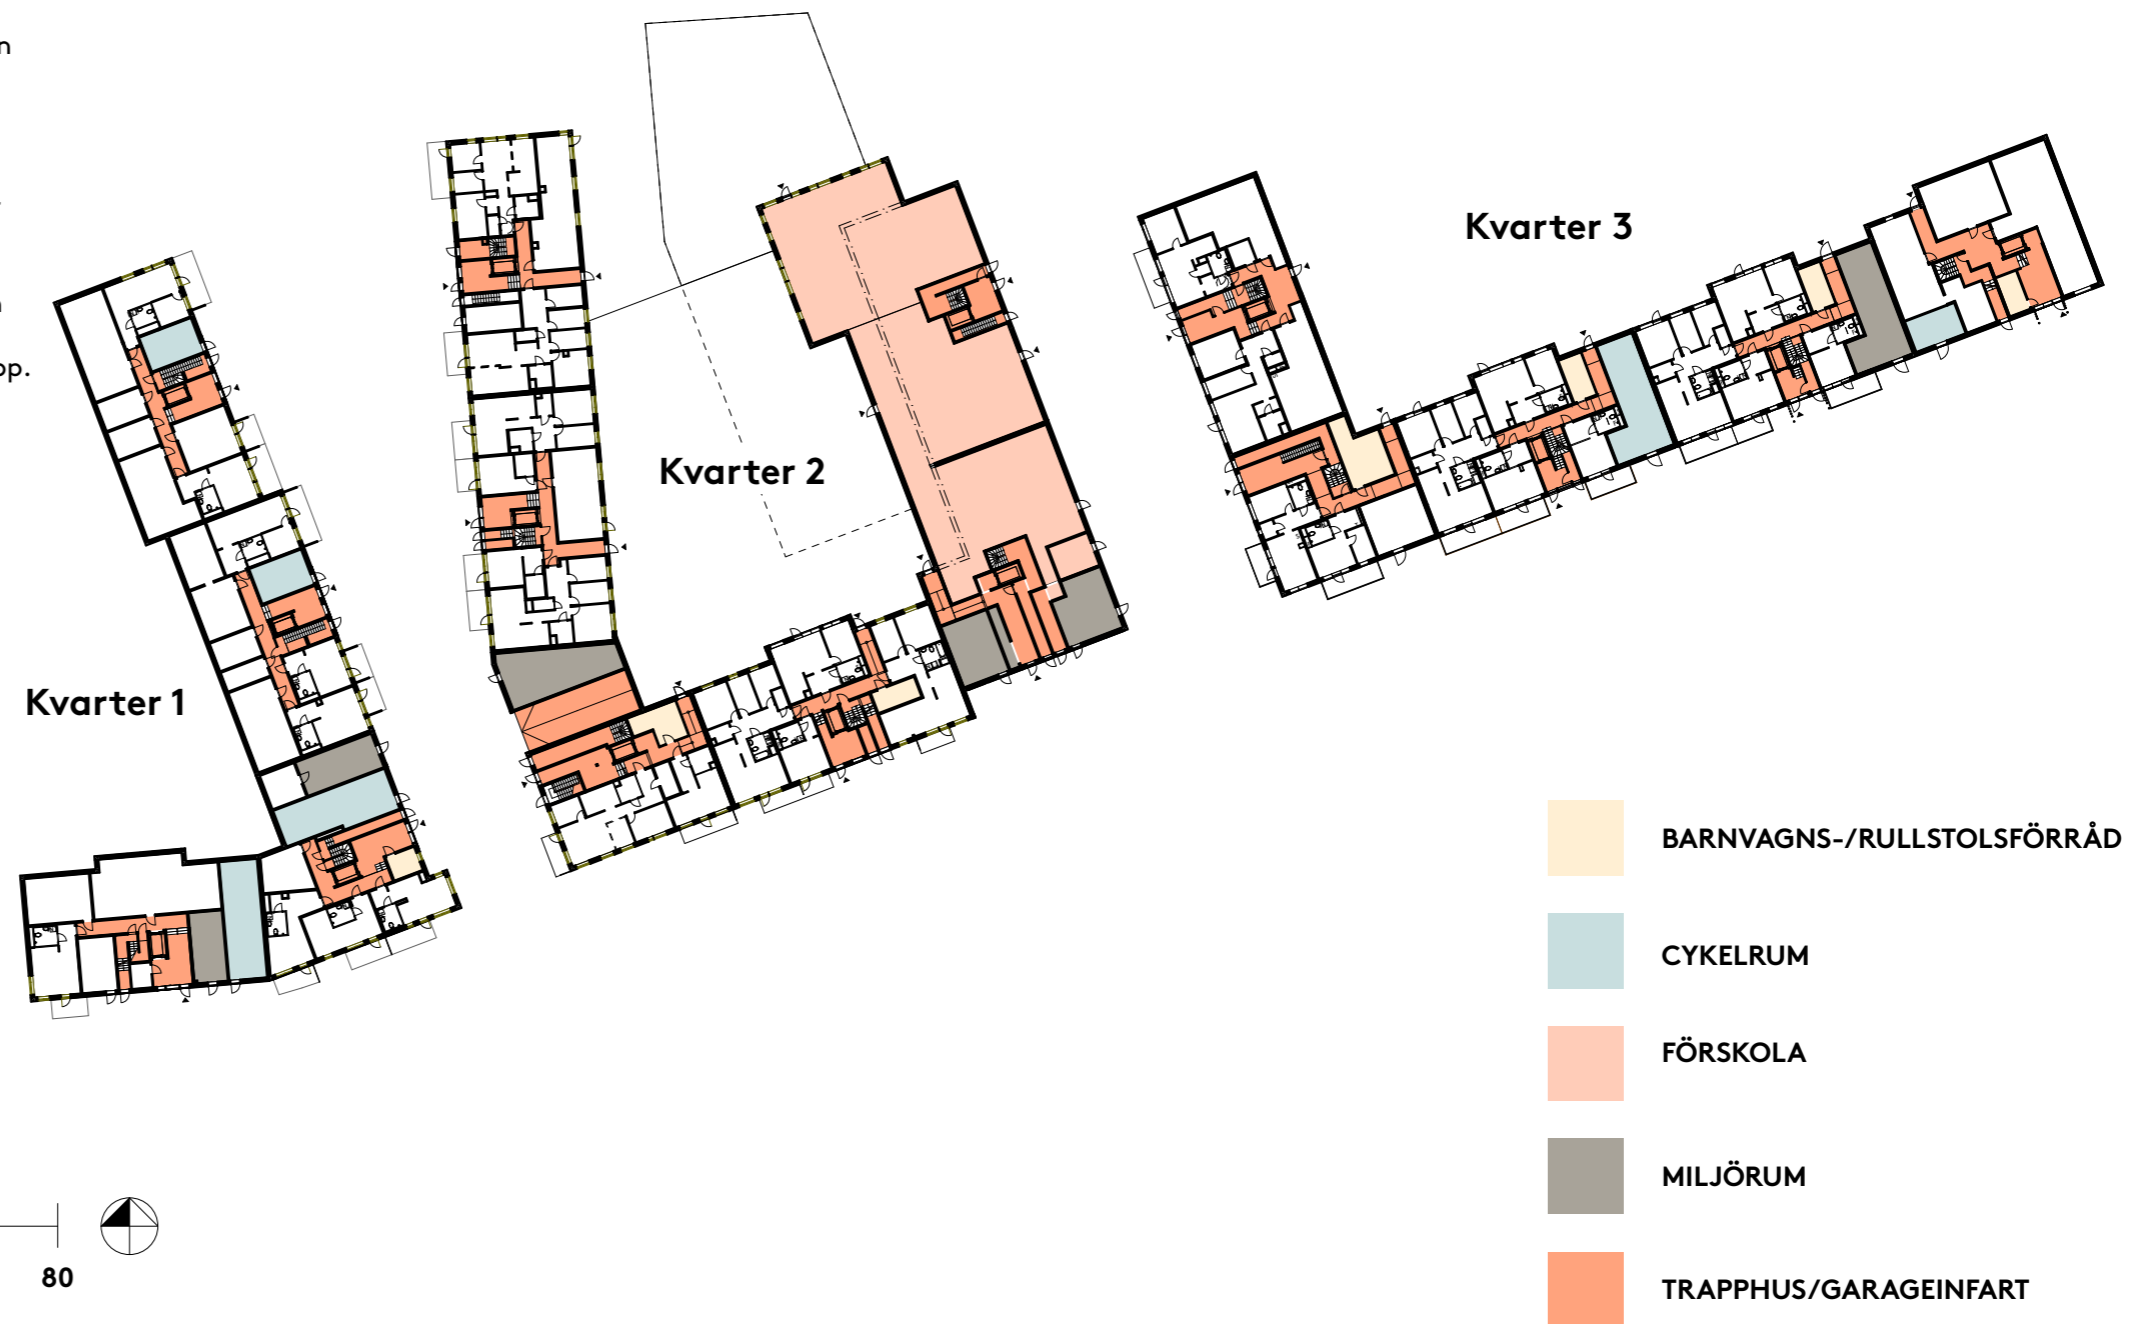 Kvarter 3
Kvarter 2
Kvarter 1
BARNVAGNS-/RULLSTOLSFÖRRÅD
CYKELRUM
FÖRSKOLA
MILJÖRUM
TRAPPHUS/GARAGEINFART
80